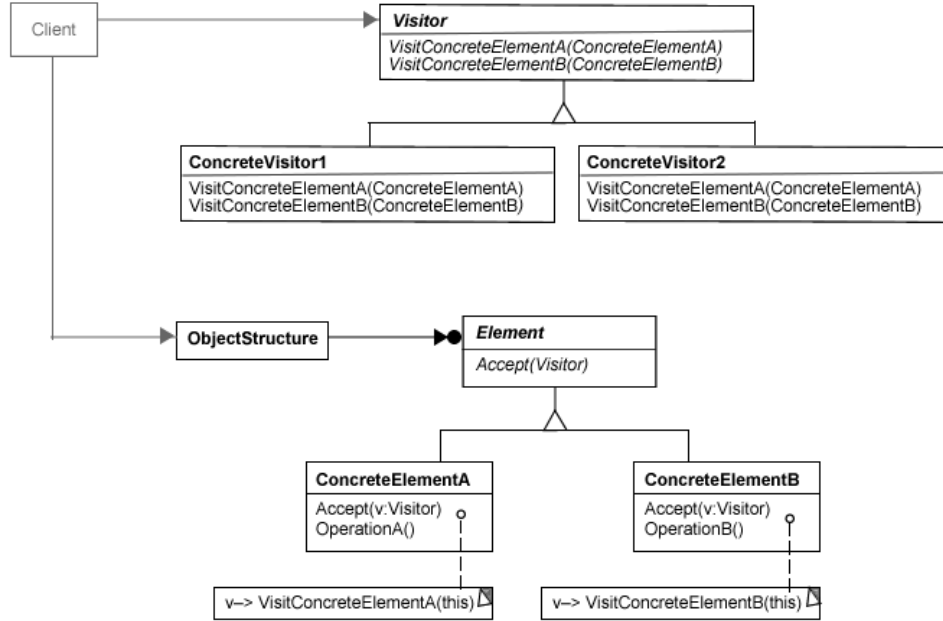 Client
Visitor
VisitConcreteElementA(ConcreteElementA)
VisitConcreteElementB(ConcreteElementB)
ConcreteVisitor1
VisitConcreteElementA(ConcreteElementA)
VisitConcreteElementB(ConcreteElementB)
ConcreteVisitor2
VisitConcreteElementA(ConcreteElementA)
VisitConcreteElementB(ConcreteElementB)
ObjectStructure
Element
Accept(Visitor)
ConcreteElementA
Accept(v:Visitor)
OperationA()
ConcreteElementB
Accept(v:Visitor)
OperationB()
v–> VisitConcreteElementA(this)
v–> VisitConcreteElementB(this)